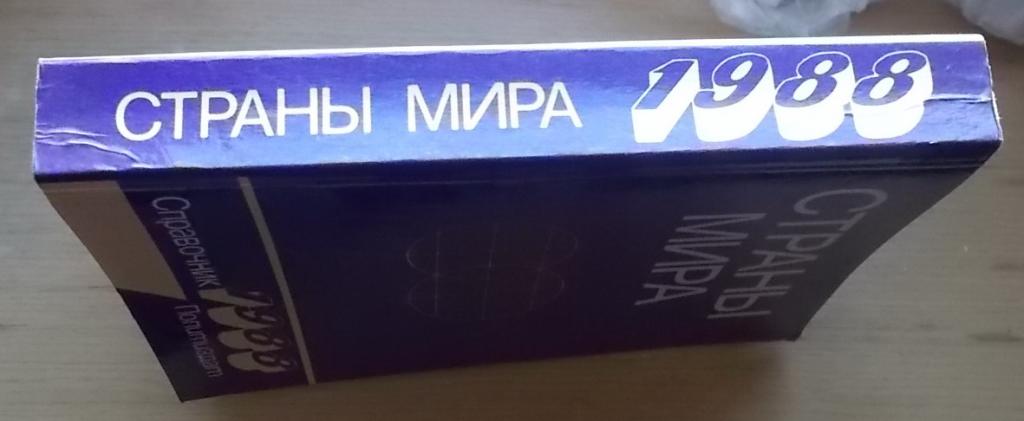 СТРАНЫ МИРА 1988
СТРАНЫ
МИРА
1988
Справочник Политиздат